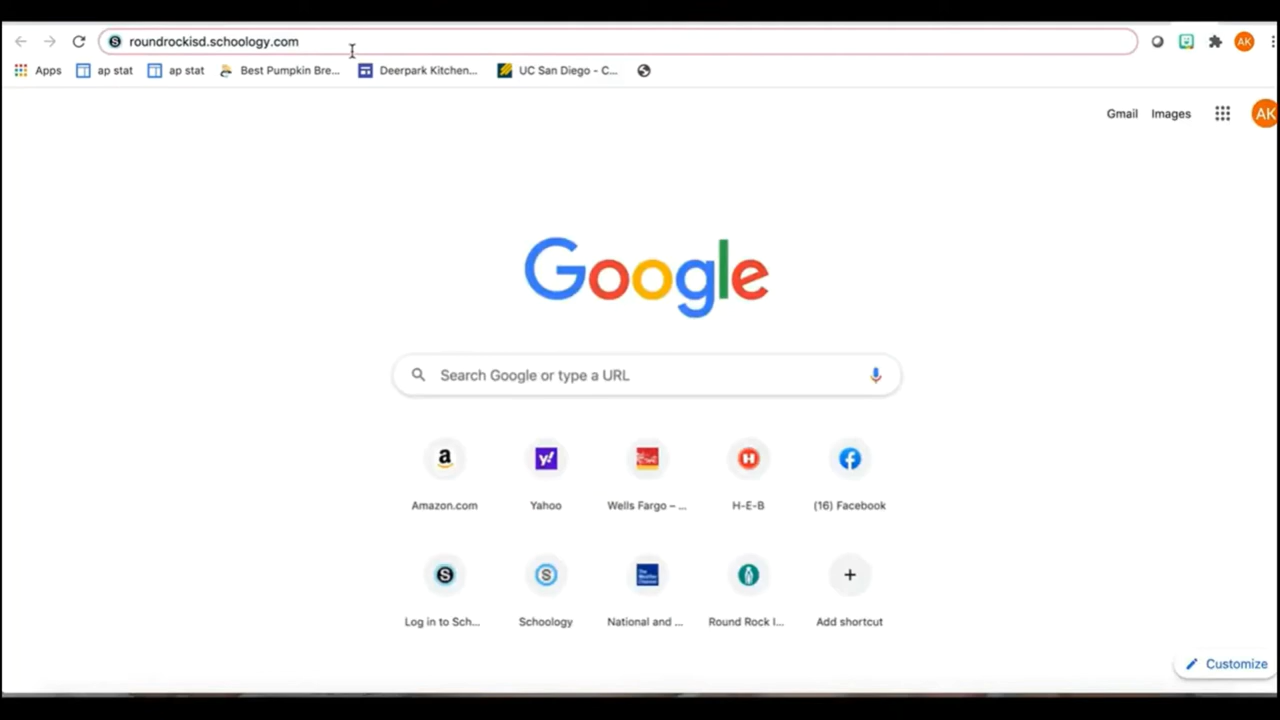 roundrockisd.schoology.com
AK
Apps ap stat ap stat Best Pumpkin Bre... Deerpark Kitchen... UC San Diego - C...
Gmail Images AK
Google
Search Google or type a URL
a y! H
Amazon.com Yahoo Wells Fargo – ... H-E-B (16) Facebook
S S
Log in to Sch... Schoology National and ... Round Rock I... Add shortcut
Customize